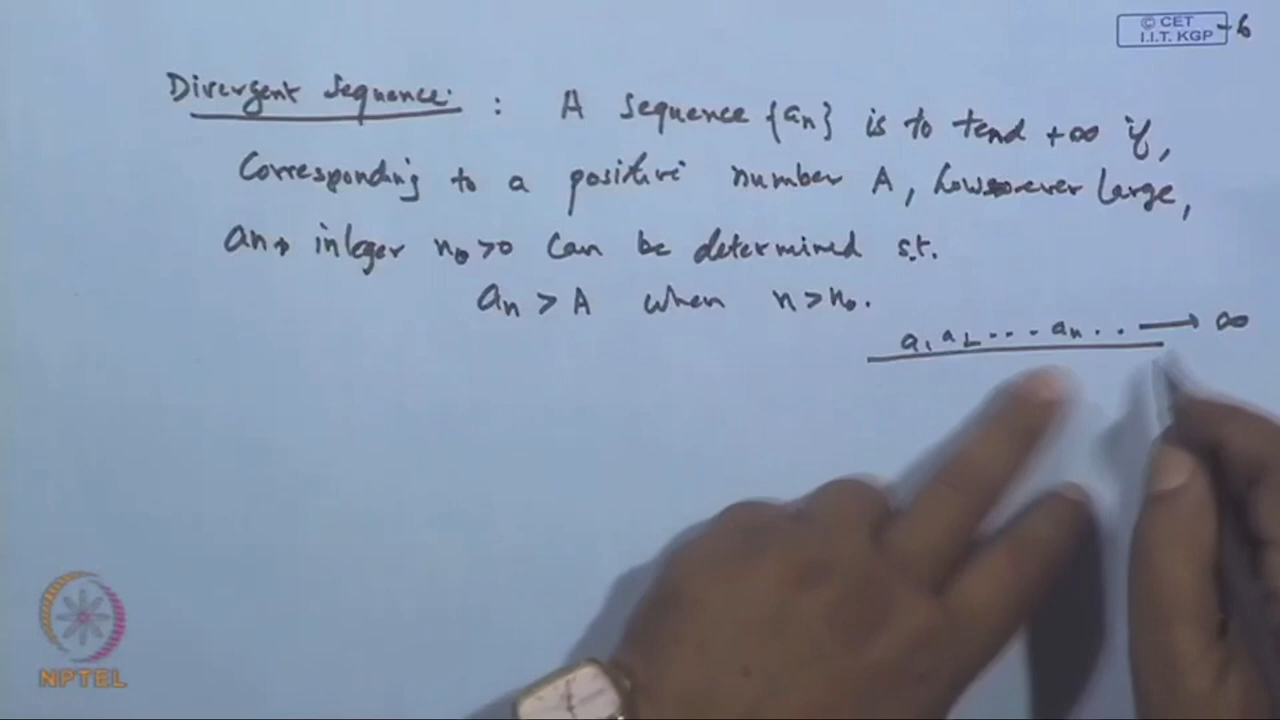 © CET
I.I.T. KGP
-6
Divergent Sequence : A sequence {an} is to tend +∞ if,
Corresponding to a positive number A, howsoever large,
an integer n₀>0 can be determined s.t.
an > A when n>n₀.
a₁ a₂ ... an .. → ∞
NPTEL